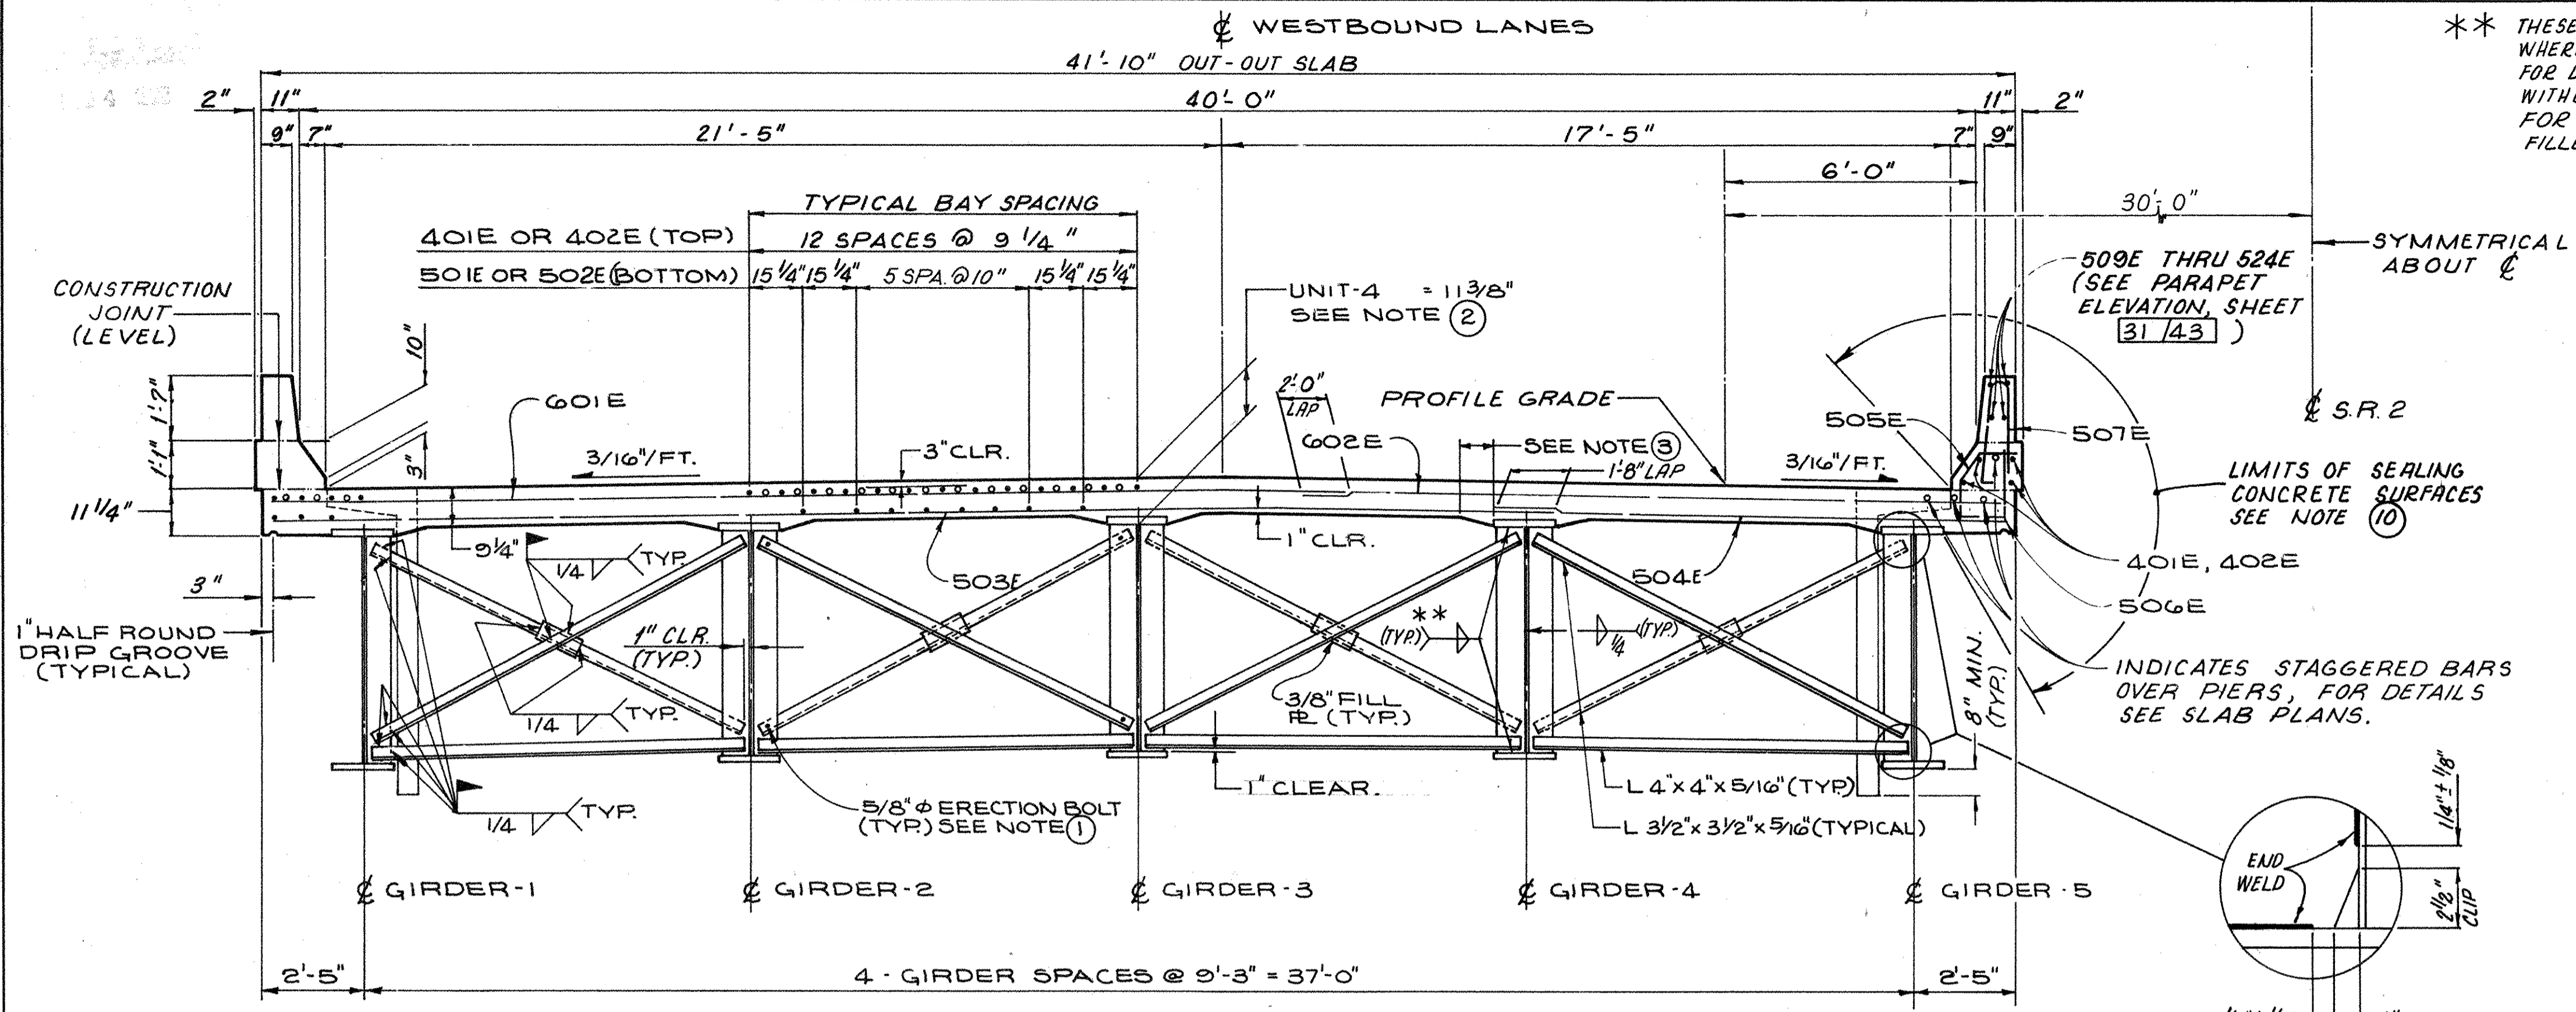 ℄ WESTBOUND LANES
41'-10" OUT-OUT SLAB
2" 11" 40'-0" 11" 2"
9" 7" 21'-5" 17'-5" 7" 9"
6'-0"
30'-0"
** THESE
WHER
FOR
WITH
FOR
FILL
TYPICAL BAY SPACING
401E OR 402E (TOP) 12 SPACES @ 9 1/4"
501E OR 502E (BOTTOM) 15 1/4" 15 1/4" 5 SPA. @ 10" 15 1/4" 15 1/4"
SYMMETRICAL
ABOUT ℄
509E THRU 524E
(SEE PARAPET
ELEVATION, SHEET
31/43 )
CONSTRUCTION
JOINT
(LEVEL)
UNIT-4 = 11 3/8"
SEE NOTE 2
10"
3"
1'-7"
1'-1"
11 1/4"
601E
2'-0"
LAP
PROFILE GRADE
℄ S.R. 2
505E
507E
602E
SEE NOTE 3
1'-8" LAP
3/16"/FT.
3" CLR.
3/16"/FT.
LIMITS OF SEALING
CONCRETE SURFACES
SEE NOTE 10
9 1/4"
1/4 TYP.
503E
1" CLR.
504E
401E, 402E
506E
3"
1" HALF ROUND
DRIP GROOVE
(TYPICAL)
1" CLR.
(TYP.)
**
(TYP.)
1/4 (TYP.)
8" MIN.
(TYP.)
INDICATES STAGGERED BARS
OVER PIERS, FOR DETAILS
SEE SLAB PLANS.
1/4 TYP.
3/8" FILL
PL (TYP.)
1/4 TYP.
5/8" Φ ERECTION BOLT
(TYP.) SEE NOTE 1
1" CLEAR.
L 4" x 4" x 5/16" (TYP)
L 3 1/2" x 3 1/2" x 5/16" (TYPICAL)
1/4" ± 1/8"
END
WELD
2 1/2"
CLIP
℄ GIRDER-1 ℄ GIRDER-2 ℄ GIRDER-3 ℄ GIRDER-4 ℄ GIRDER-5
2'-5" 4 - GIRDER SPACES @ 9'-3" = 37'-0" 2'-5"